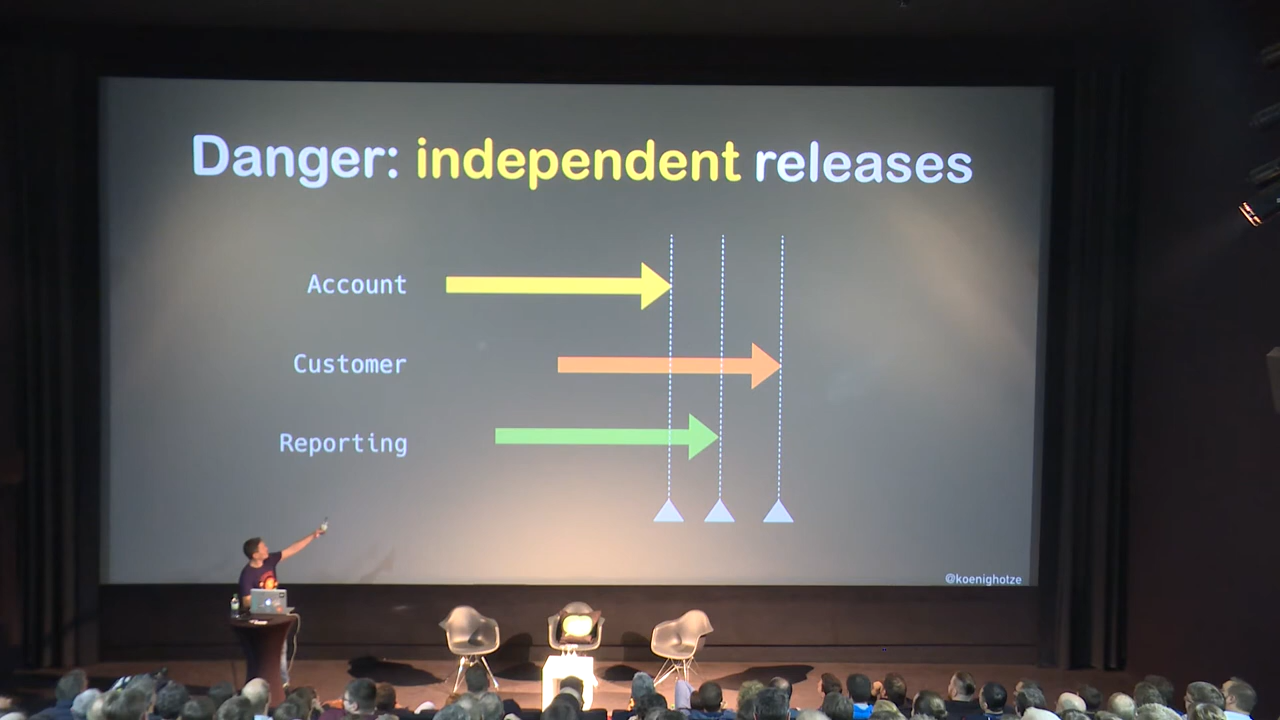 Danger: independent releases
Account
Customer
Reporting
@koenighotze